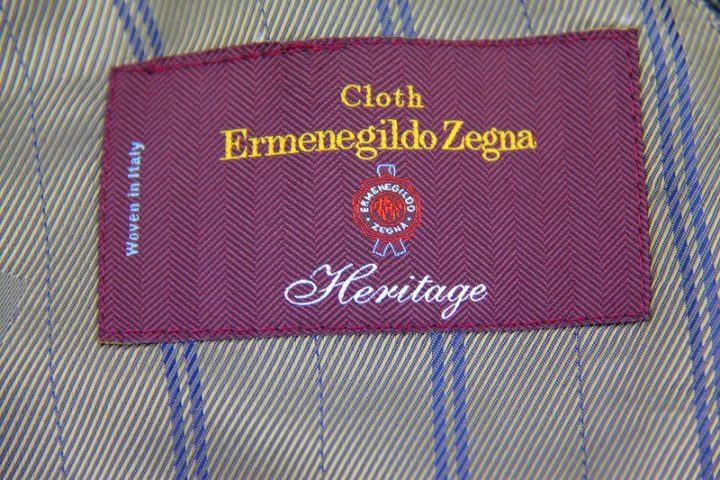 Cloth
Ermenegildo Zegna
ERMENEGILDO
ZEGNA
Heritage
Woven in Italy